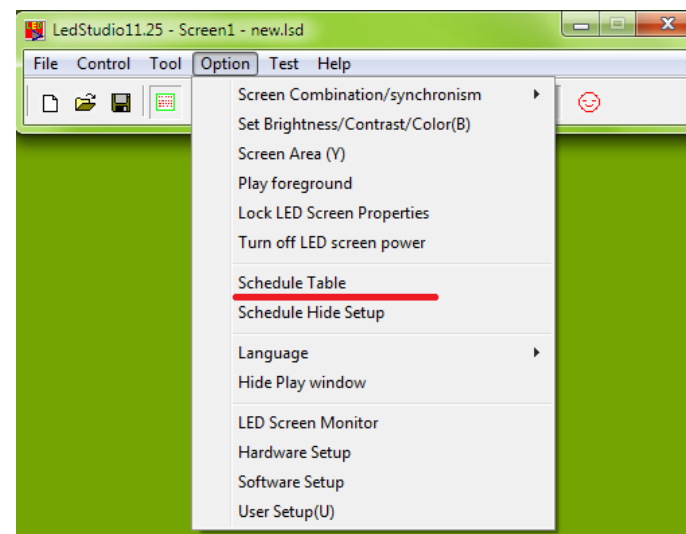 LedStudio11.25 - Screen1 - new.lsd
File Control Tool Option Test Help
Screen Combination/synchronism
Set Brightness/Contrast/Color(B)
Screen Area (Y)
Play foreground
Lock LED Screen Properties
Turn off LED screen power
Schedule Table
Schedule Hide Setup
Language
Hide Play window
LED Screen Monitor
Hardware Setup
Software Setup
User Setup(U)